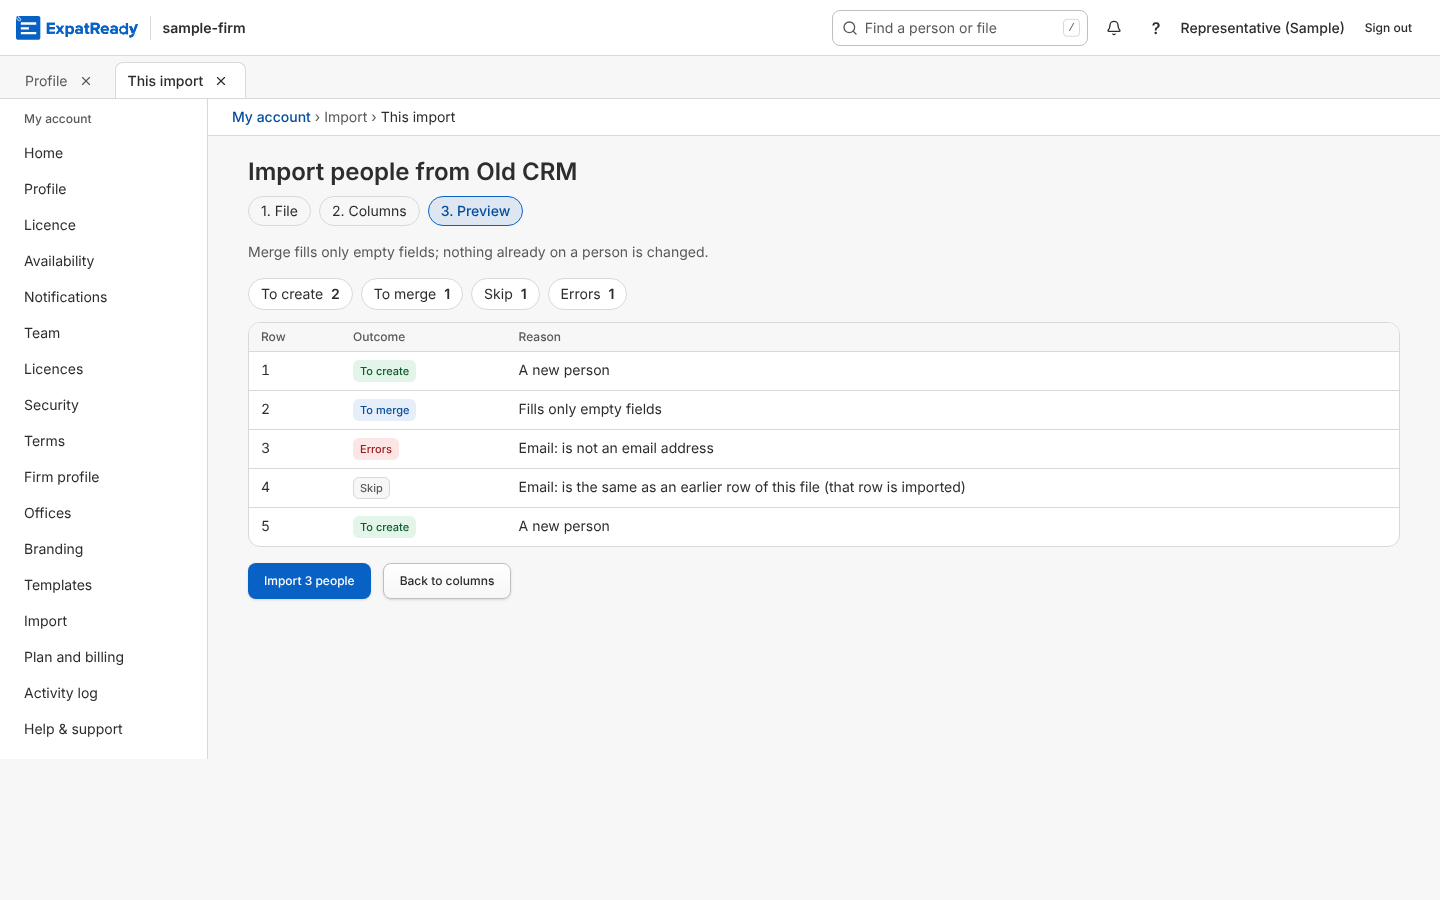 ExpatReady sample-firm Find a person or file / ? Representative (Sample) Sign out
Profile This import
My account
Home
Profile
Licence
Availability
Notifications
Team
Licences
Security
Terms
Firm profile
Offices
Branding
Templates
Import
Plan and billing
Activity log
Help & support
My account › Import › This import
Import people from Old CRM
1. File 2. Columns 3. Preview
Merge fills only empty fields; nothing already on a person is changed.
To create 2 To merge 1 Skip 1 Errors 1
Row Outcome Reason
1 To create A new person
2 To merge Fills only empty fields
3 Errors Email: is not an email address
4 Skip Email: is the same as an earlier row of this file (that row is imported)
5 To create A new person
Import 3 people Back to columns